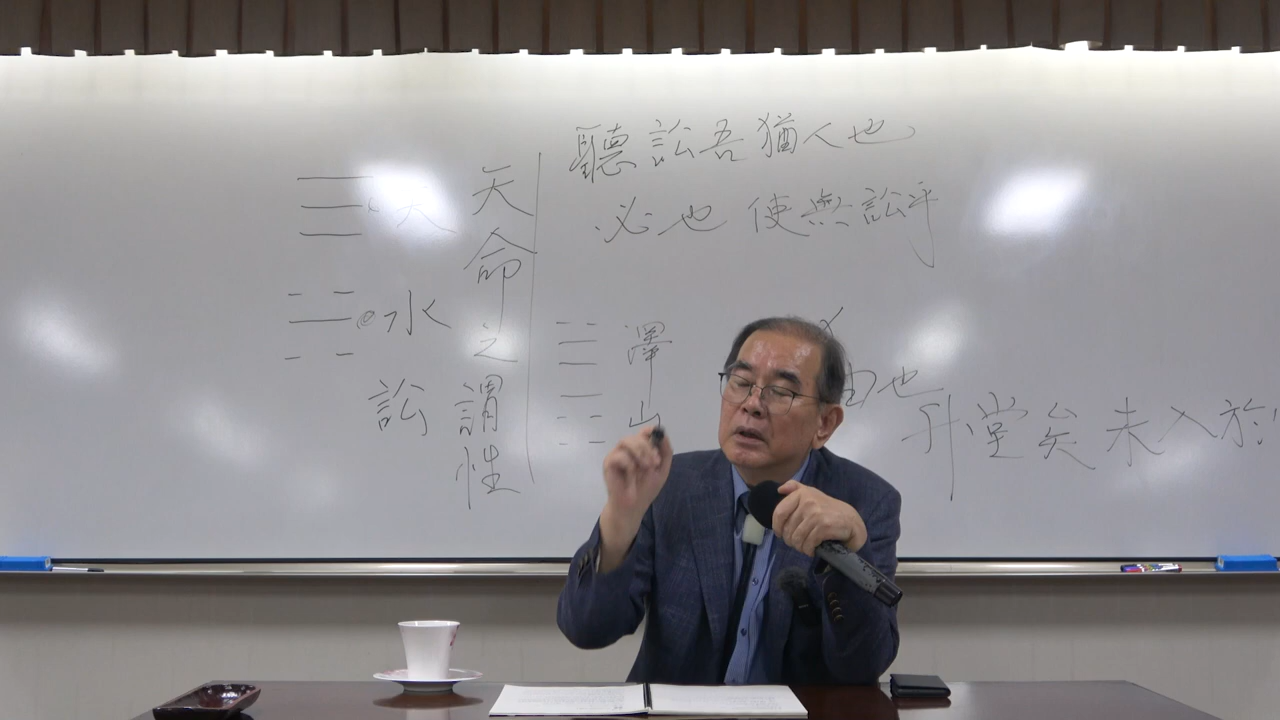 聽訟吾猶人也
必也使無訟乎
天命之謂性
天
水
訟
澤
山
由也
升堂矣未入於